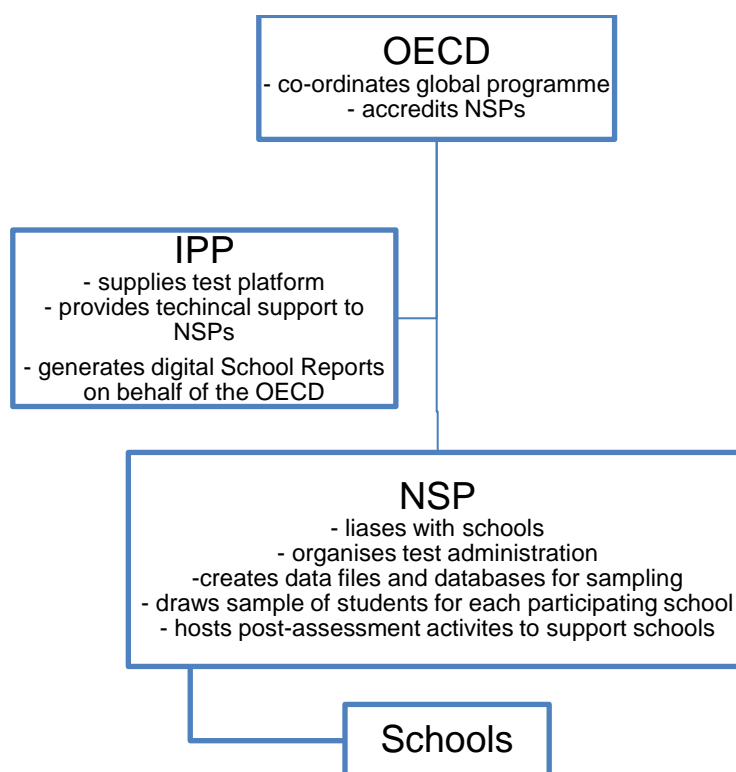 OECD
- co-ordinates global programme
- accredits NSPs
IPP
- supplies test platform
- provides techincal support to
NSPs
- generates digital School Reports
on behalf of the OECD
NSP
- liases with schools
- organises test administration
-creates data files and databases for sampling
- draws sample of students for each participating school
- hosts post-assessment activites to support schools
Schools